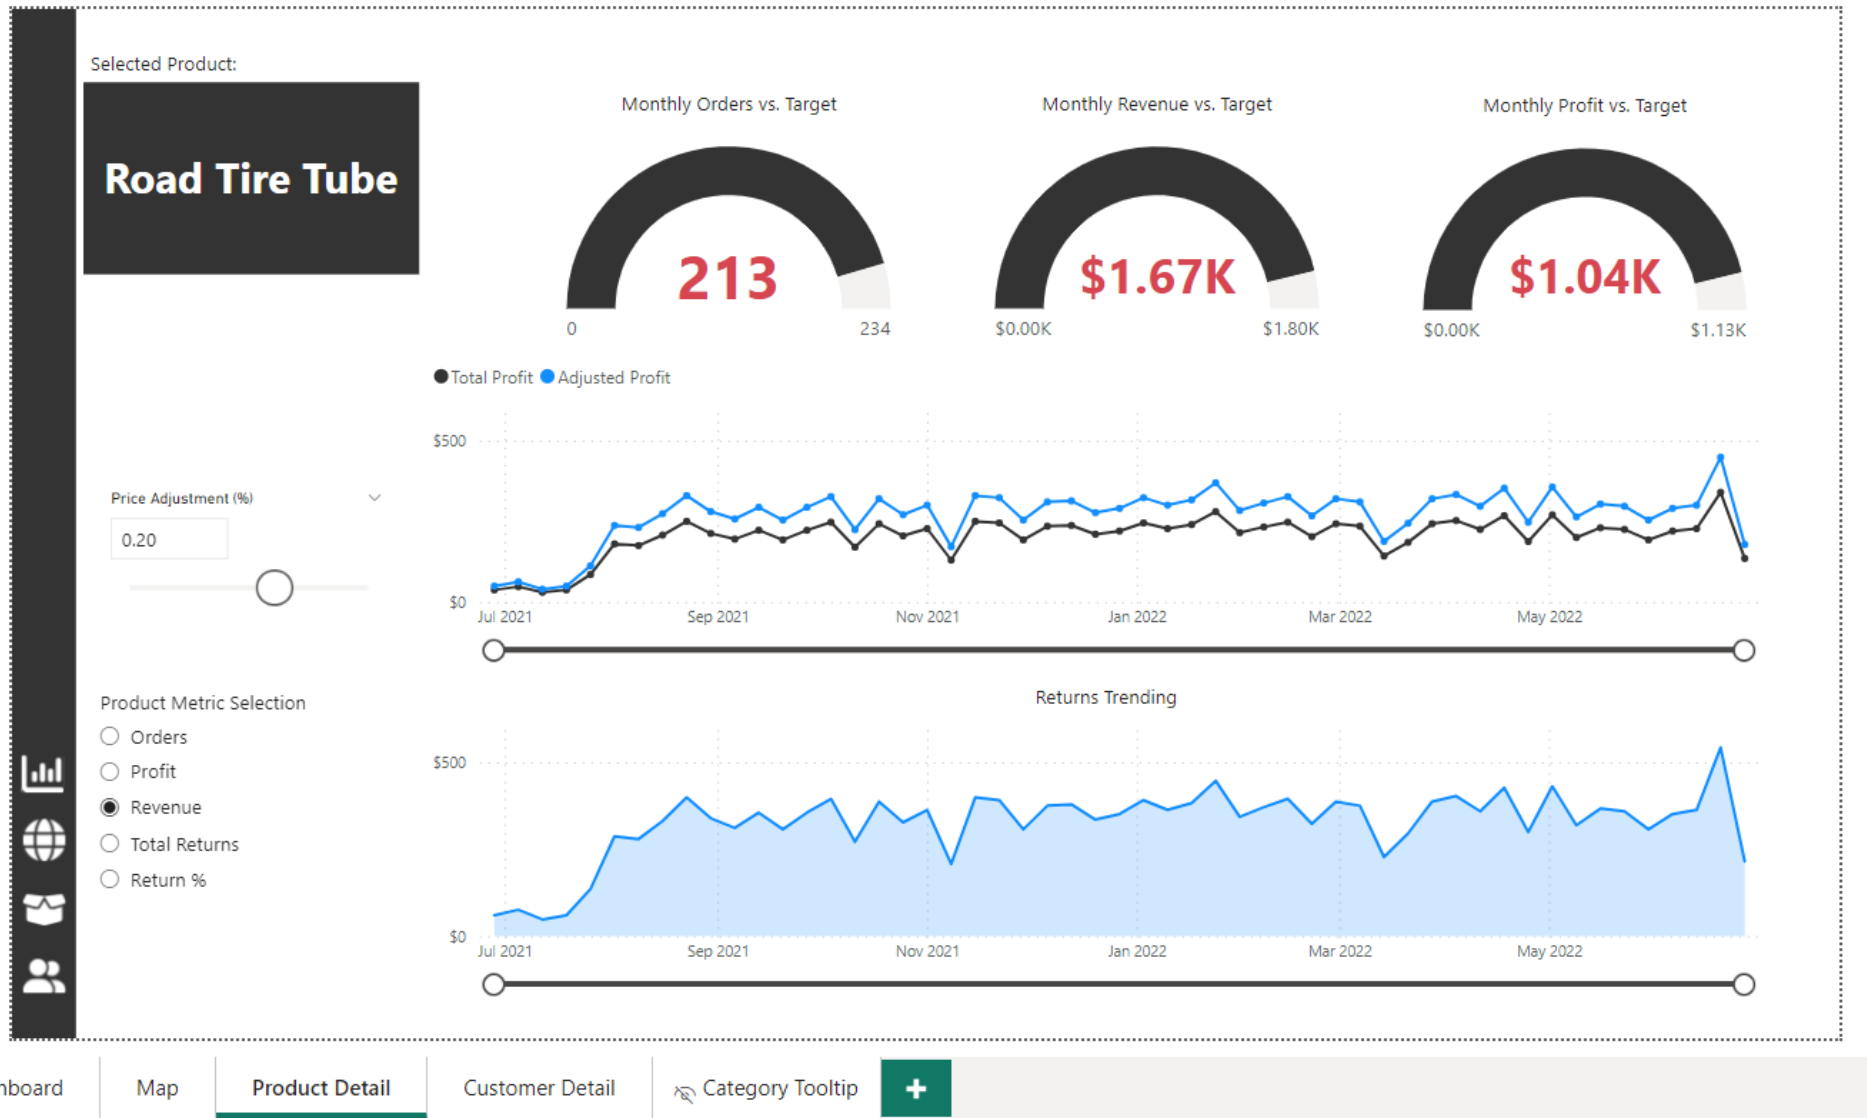 Selected Product:
Road Tire Tube
Monthly Orders vs. Target
213
0
234
Monthly Revenue vs. Target
$1.67K
$0.00K
$1.80K
Monthly Profit vs. Target
$1.04K
$0.00K
$1.13K
Total Profit Adjusted Profit
$500
$0
Jul 2021 Sep 2021 Nov 2021 Jan 2022 Mar 2022 May 2022
Price Adjustment (%)
0.20
Product Metric Selection
Orders
Profit
Revenue
Total Returns
Return %
Returns Trending
$500
$0
Jul 2021 Sep 2021 Nov 2021 Jan 2022 Mar 2022 May 2022
nboard Map Product Detail Customer Detail Category Tooltip +